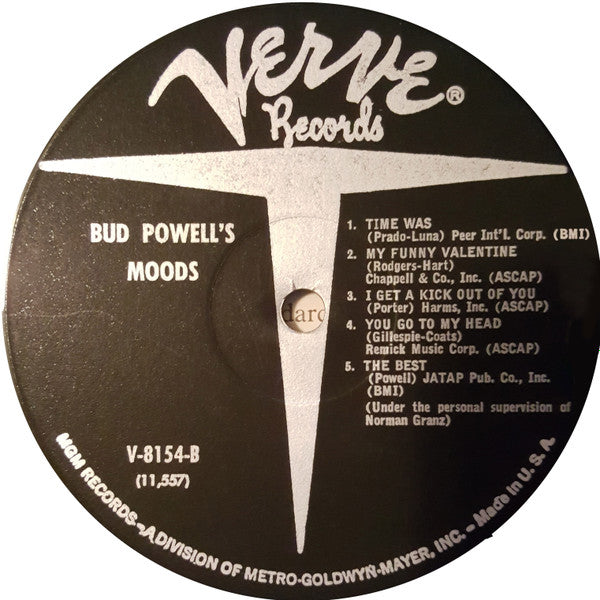 VERVE®
Records
BUD POWELL'S
MOODS
1. TIME WAS
(Prado-Luna) Peer Int'l. Corp. (BMI)
2. MY FUNNY VALENTINE
(Rodgers-Hart)
Chappell & Co., Inc. (ASCAP)
3. I GET A KICK OUT OF YOU
(Porter) Harms, Inc. (ASCAP)
4. YOU GO TO MY HEAD
(Gillespie-Coats)
Remick Music Corp. (ASCAP)
5. THE BEST
(Powell) JATAP Pub. Co., Inc.
(BMI)
(Under the personal supervision of
Norman Granz)
darc
V-8154-B
(11,557)
MGM RECORDS—A DIVISION OF METRO-GOLDWYN-MAYER, INC. — Made in U. S. A.